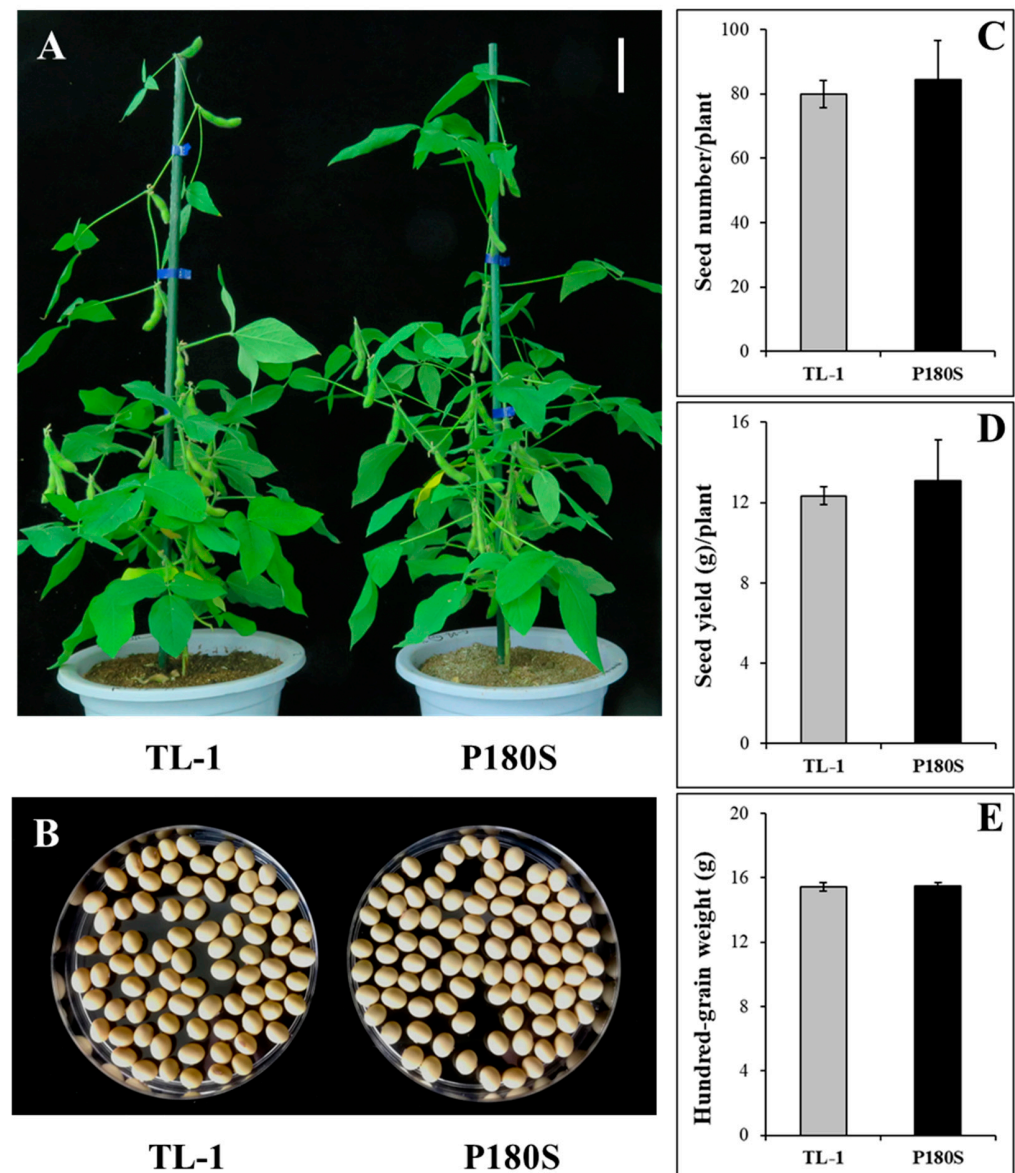 A
TL-1
P180S
B
TL-1
P180S
C
Seed number/plant
100
80
60
40
20
0
TL-1
P180S
D
Seed yield (g)/plant
16
12
8
4
0
TL-1
P180S
E
Hundred-grain weight (g)
20
16
12
8
4
0
TL-1
P180S